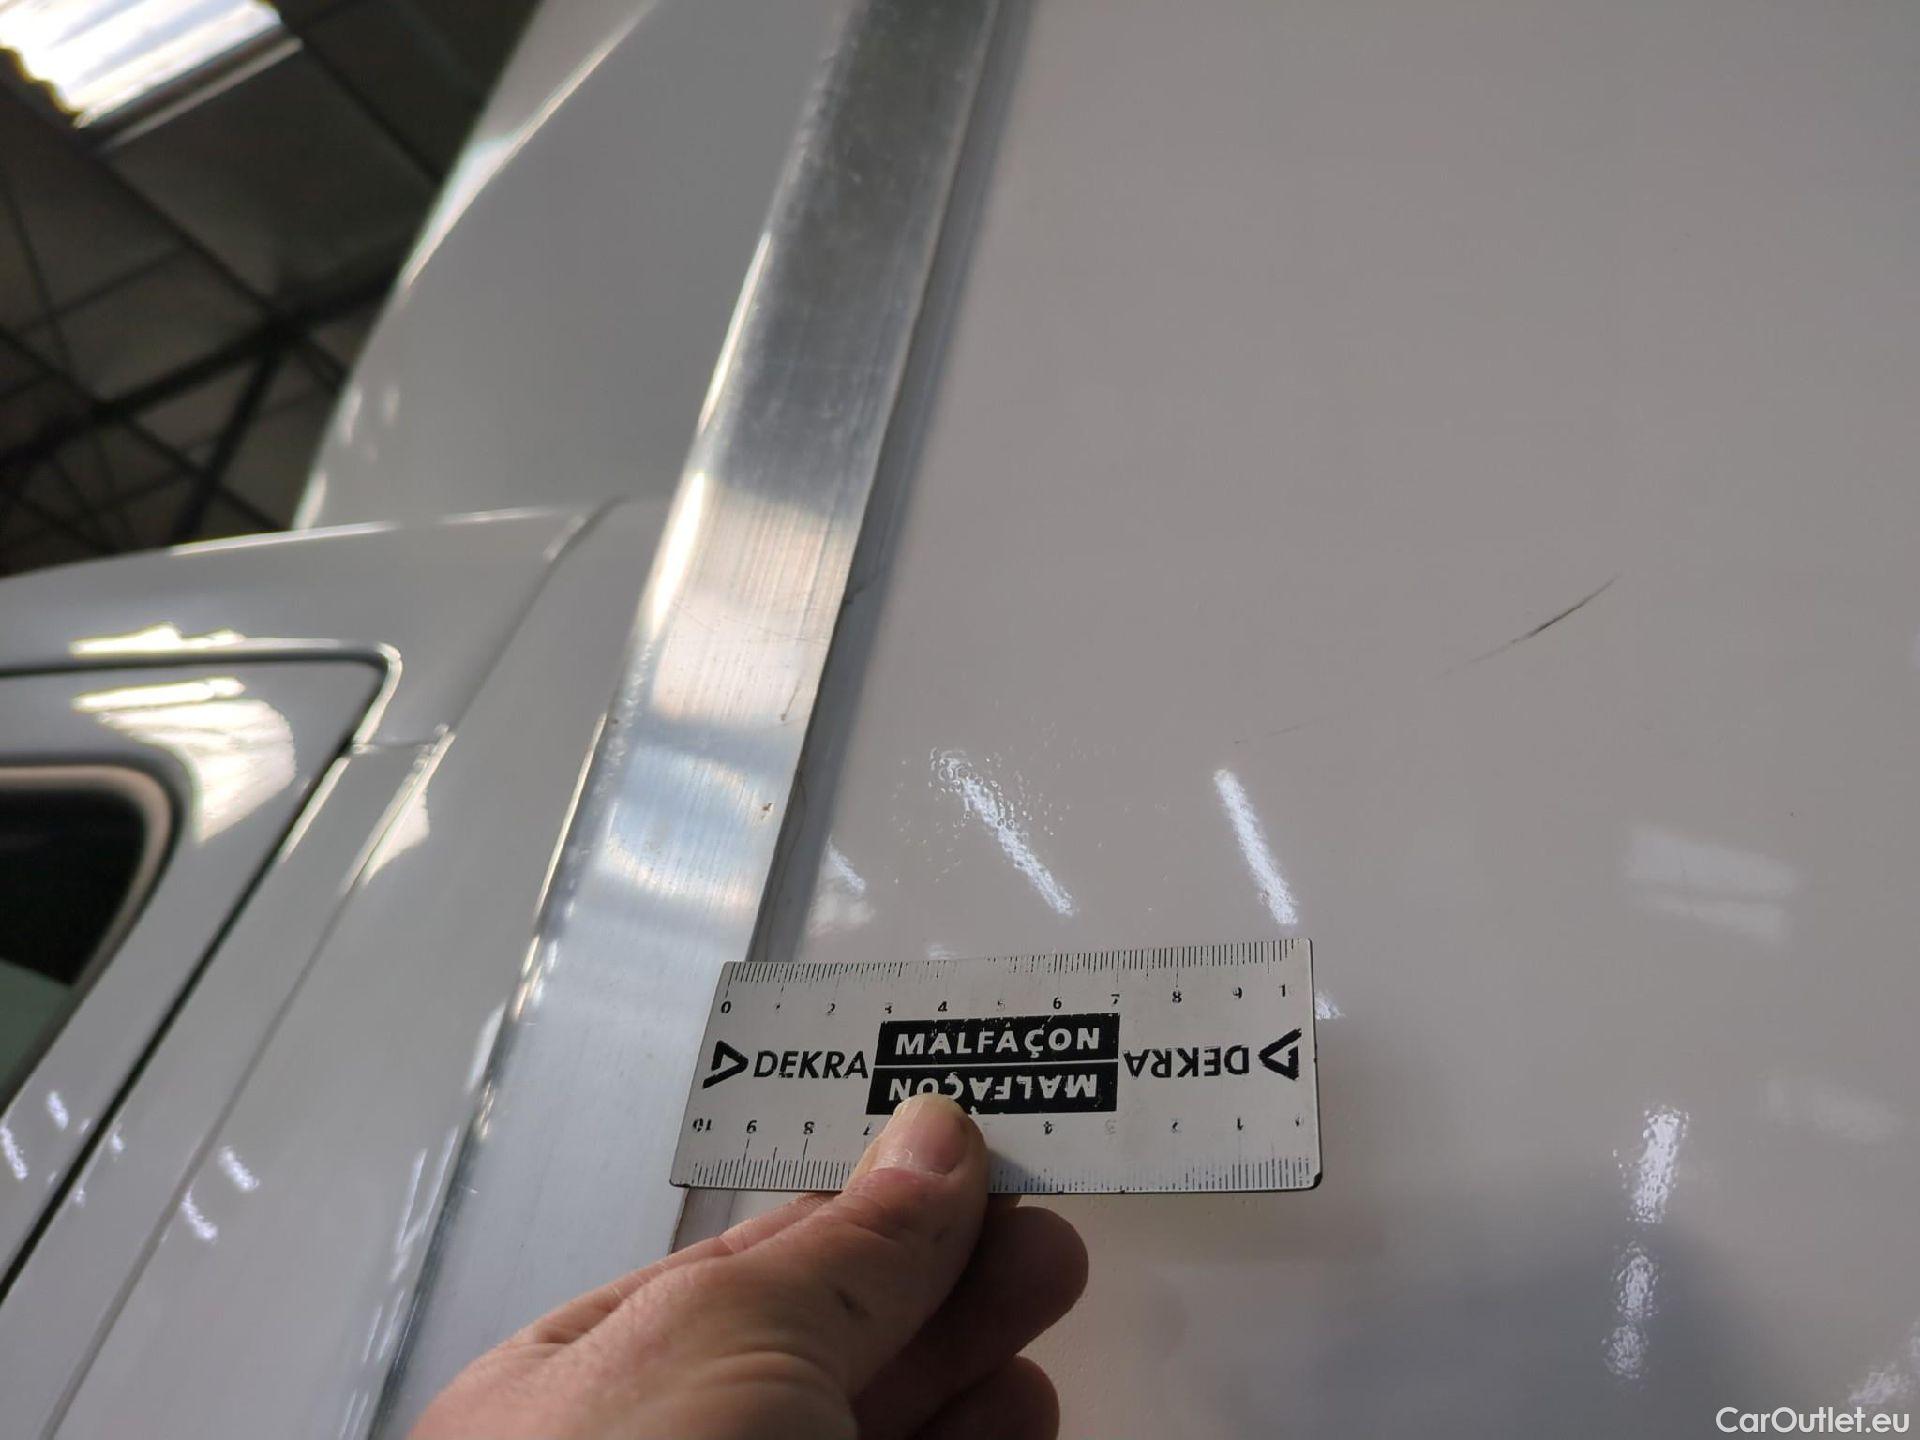 0 1 2 3 4 5 6 7 8 9 1
DEKRA MALFAÇON DEKRA
MALFAÇON
10 9 8 7 4 3 2 1
CarOutlet.eu